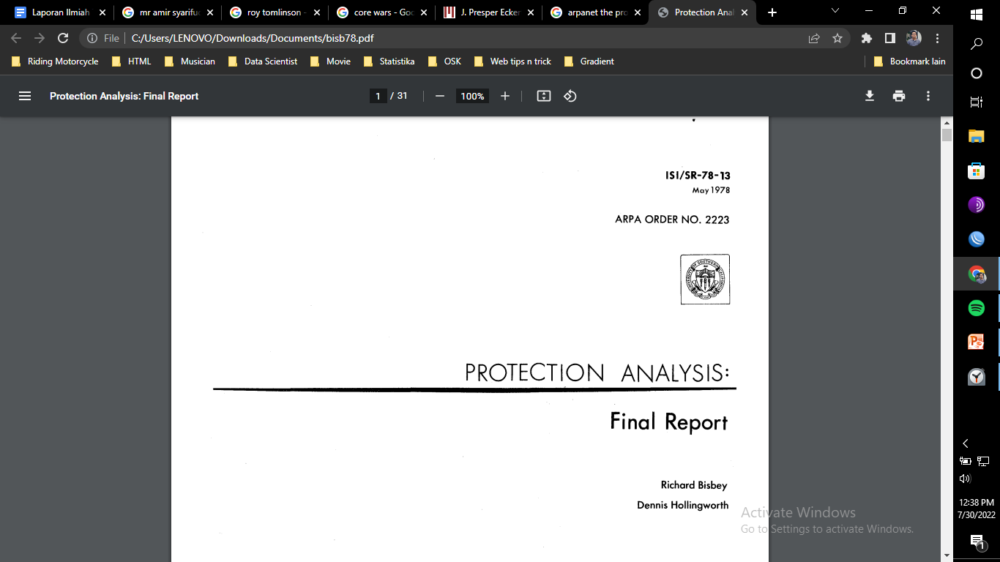 Laporan Ilmiah
mr amir syarifu
roy tomlinson -
core wars - Goo
J. Presper Ecker
arpanet the pro
Protection Anal
File C:/Users/LENOVO/Downloads/Documents/bisb78.pdf
Riding Motorcycle HTML Musician Data Scientist Movie Statistika OSK Web tips n trick Gradient Bookmark lain
Protection Analysis: Final Report 1 / 31 100%
ISI/SR-78-13
May 1978
ARPA ORDER NO. 2223
PROTECTION ANALYSIS:
Final Report
Richard Bisbey
Dennis Hollingworth
Activate Windows
Go to Settings to activate Windows.
12:38 PM
7/30/2022
1